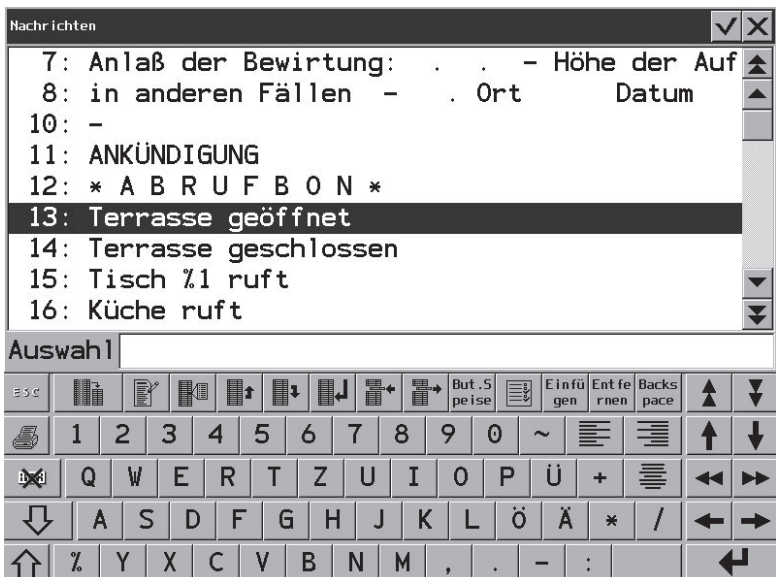 Nachrichten
7: Anlaß der Bewirtung: . . - Höhe der Auf
8: in anderen Fällen - . Ort Datum
10: -
11: ANKÜNDIGUNG
12: * A B R U F B O N *
13: Terrasse geöffnet
14: Terrasse geschlossen
15: Tisch %1 ruft
16: Küche ruft
Auswahl
ESC But.S peise Einfü gen Entfe rnen Backs pace
1 2 3 4 5 6 7 8 9 0 ~
Q W E R T Z U I O P Ü +
A S D F G H J K L Ö Ä * /
% Y X C V B N M , . - :